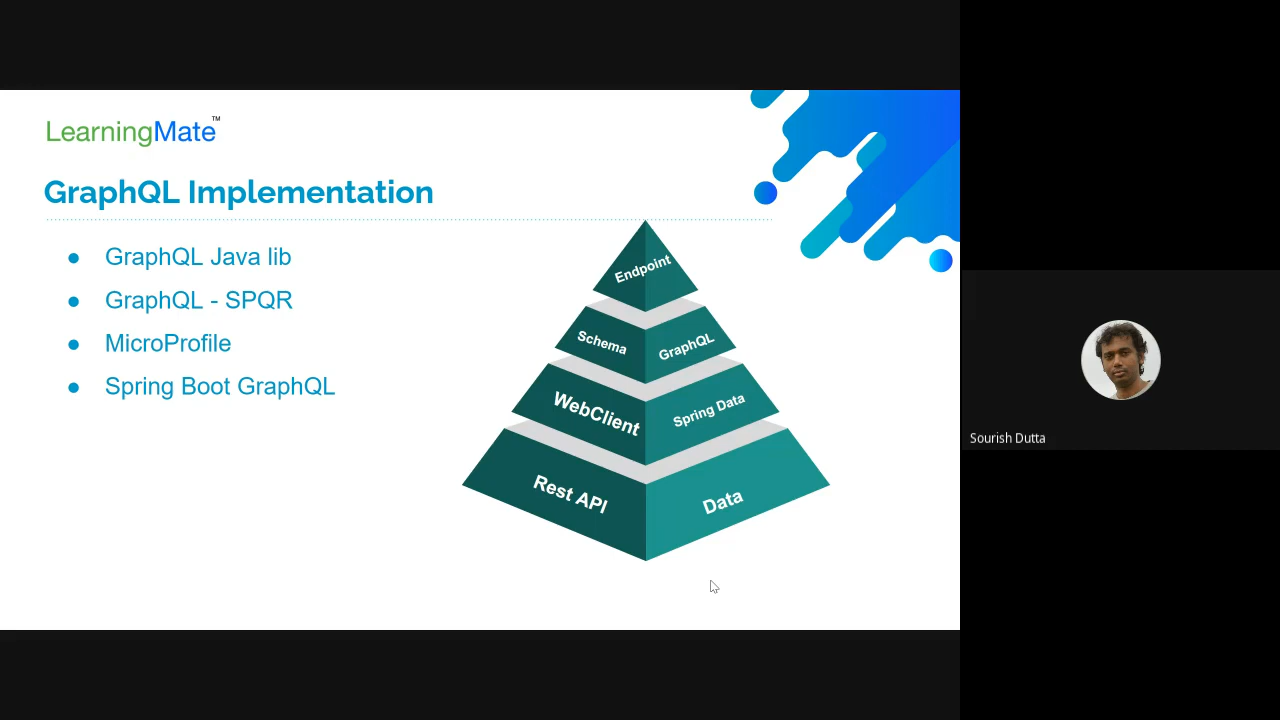 LearningMate™
GraphQL Implementation
● GraphQL Java lib
● GraphQL - SPQR
● MicroProfile
● Spring Boot GraphQL
Endpoint
Schema
GraphQL
WebClient
Spring Data
Rest API
Data
Sourish Dutta